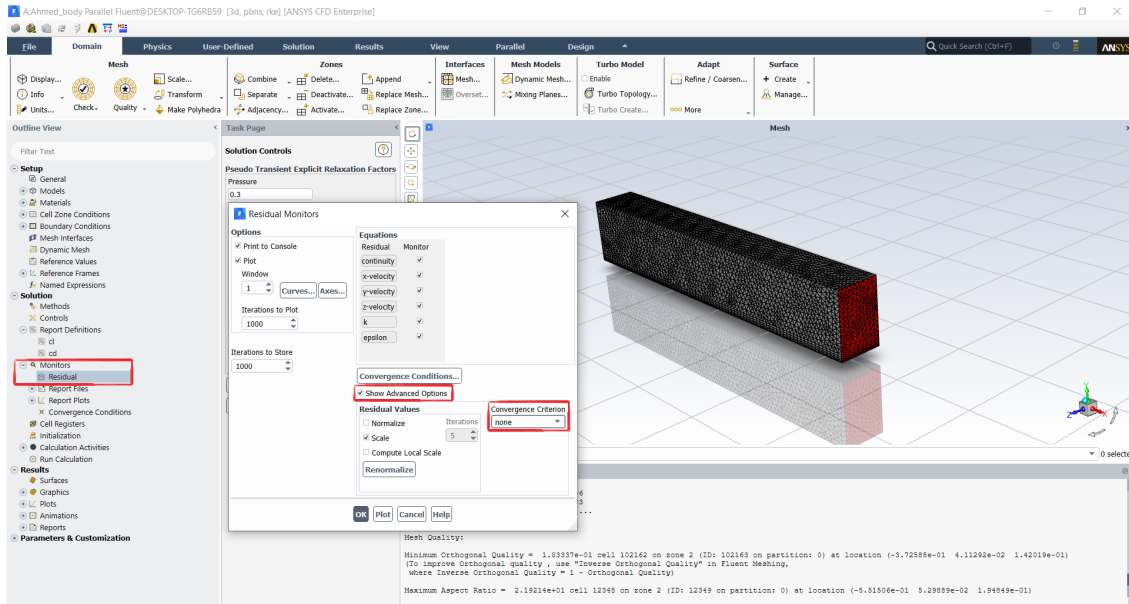 A:Ahmed_body Parallel Fluent@DESKTOP-TG6RB59 [3d, pbns, rke] [ANSYS CFD Enterprise]
File Domain Physics User-Defined Solution Results View Parallel Design
Quick Search (Ctrl+F)
ANSYS
Mesh
Display...
Info
Units...
Check
Quality
Scale...
Transform
Make Polyhedra
Zones
Combine
Separate
Adjacency...
Delete...
Deactivate...
Activate...
Append
Replace Mesh...
Replace Zone...
Interfaces
Mesh...
Overset...
Mesh Models
Dynamic Mesh...
Mixing Planes...
Turbo Model
Enable
Turbo Topology...
Turbo Create...
Adapt
Refine / Coarsen...
More
Surface
Create
Manage...
Outline View
Filter Text
Setup
General
Models
Materials
Cell Zone Conditions
Boundary Conditions
Mesh Interfaces
Dynamic Mesh
Reference Values
Reference Frames
Named Expressions
Solution
Methods
Controls
Report Definitions
cl
cd
Monitors
Residual
Report Files
Report Plots
Convergence Conditions
Cell Registers
Initialization
Calculation Activities
Run Calculation
Results
Surfaces
Graphics
Plots
Animations
Reports
Parameters & Customization
Task Page
Solution Controls
Pseudo Transient Explicit Relaxation Factors
Pressure
0.3
Residual Monitors
Options
Print to Console
Plot
Window
1 Curves... Axes...
Iterations to Plot
1000
Iterations to Store
1000
Equations
Residual Monitor
continuity
x-velocity
y-velocity
z-velocity
k
epsilon
Convergence Conditions...
Show Advanced Options
Residual Values
Normalize
Iterations
Scale
5
Compute Local Scale
Renormalize
Convergence Criterion
none
OK Plot Cancel Help
Mesh
Y
Z
X
0 selecte
...
Mesh Quality:
Minimum Orthogonal Quality = 1.03337e-01 cell 102162 on zone 2 (ID: 102163 on partition: 0) at location (-3.72588e-01 4.11292e-02 1.42019e-01)
(To improve Orthogonal quality , use "Inverse Orthogonal Quality" in Fluent Meshing,
where Inverse Orthogonal Quality = 1 - Orthogonal Quality)
Maximum Aspect Ratio = 2.19214e+01 cell 12348 on zone 2 (ID: 12349 on partition: 0) at location (-5.51506e-01 5.29889e-02 1.94849e-01)